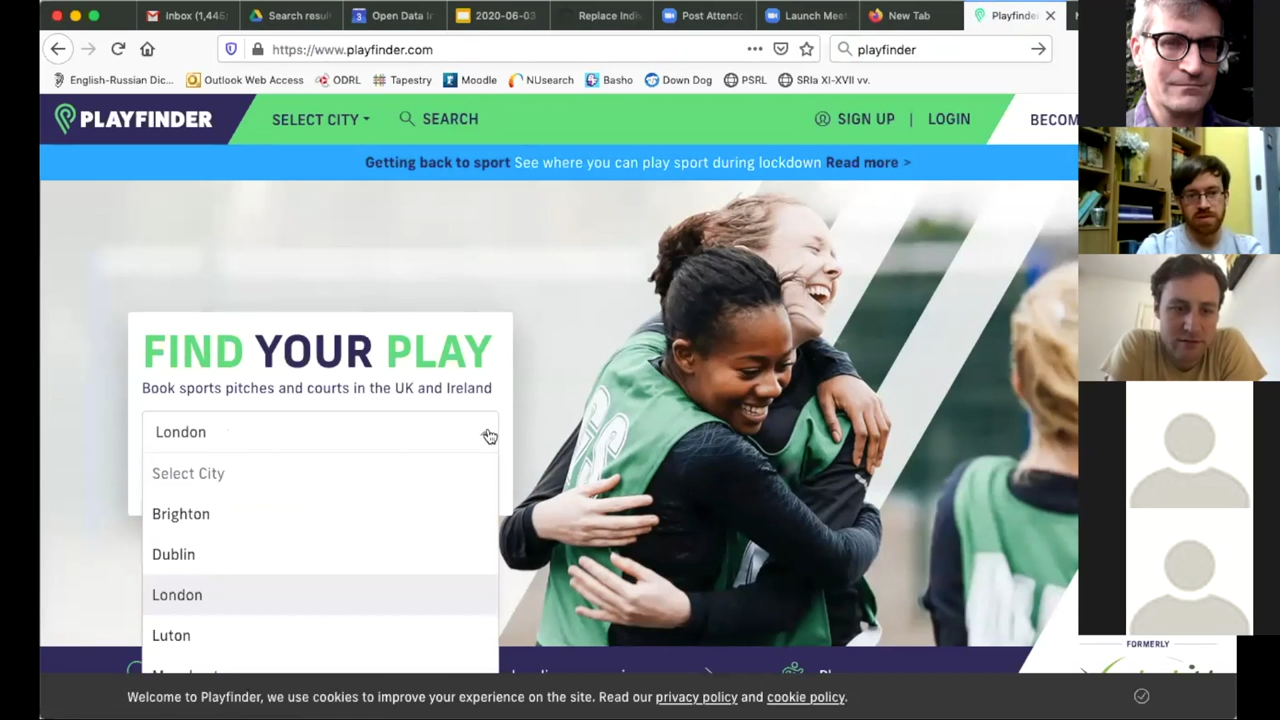 Inbox (1,446
Search resul
Open Data In
2020-06-03
Replace Indiv
Post Attend
Launch Mee
New Tab
Playfinde
https://www.playfinder.com
playfinder
English-Russian Dic...
Outlook Web Access
ODRL
Tapestry
Moodle
NUsearch
Basho
Down Dog
PSRL
SRIa XI-XVII vv.
PLAYFINDER
SELECT CITY
SEARCH
SIGN UP | LOGIN
BECOM
Getting back to sport See where you can play sport during lockdown Read more >
FIND YOUR PLAY
Book sports pitches and courts in the UK and Ireland
London
Select City
Brighton
Dublin
London
Luton
FORMERLY
Welcome to Playfinder, we use cookies to improve your experience on the site. Read our privacy policy and cookie policy.